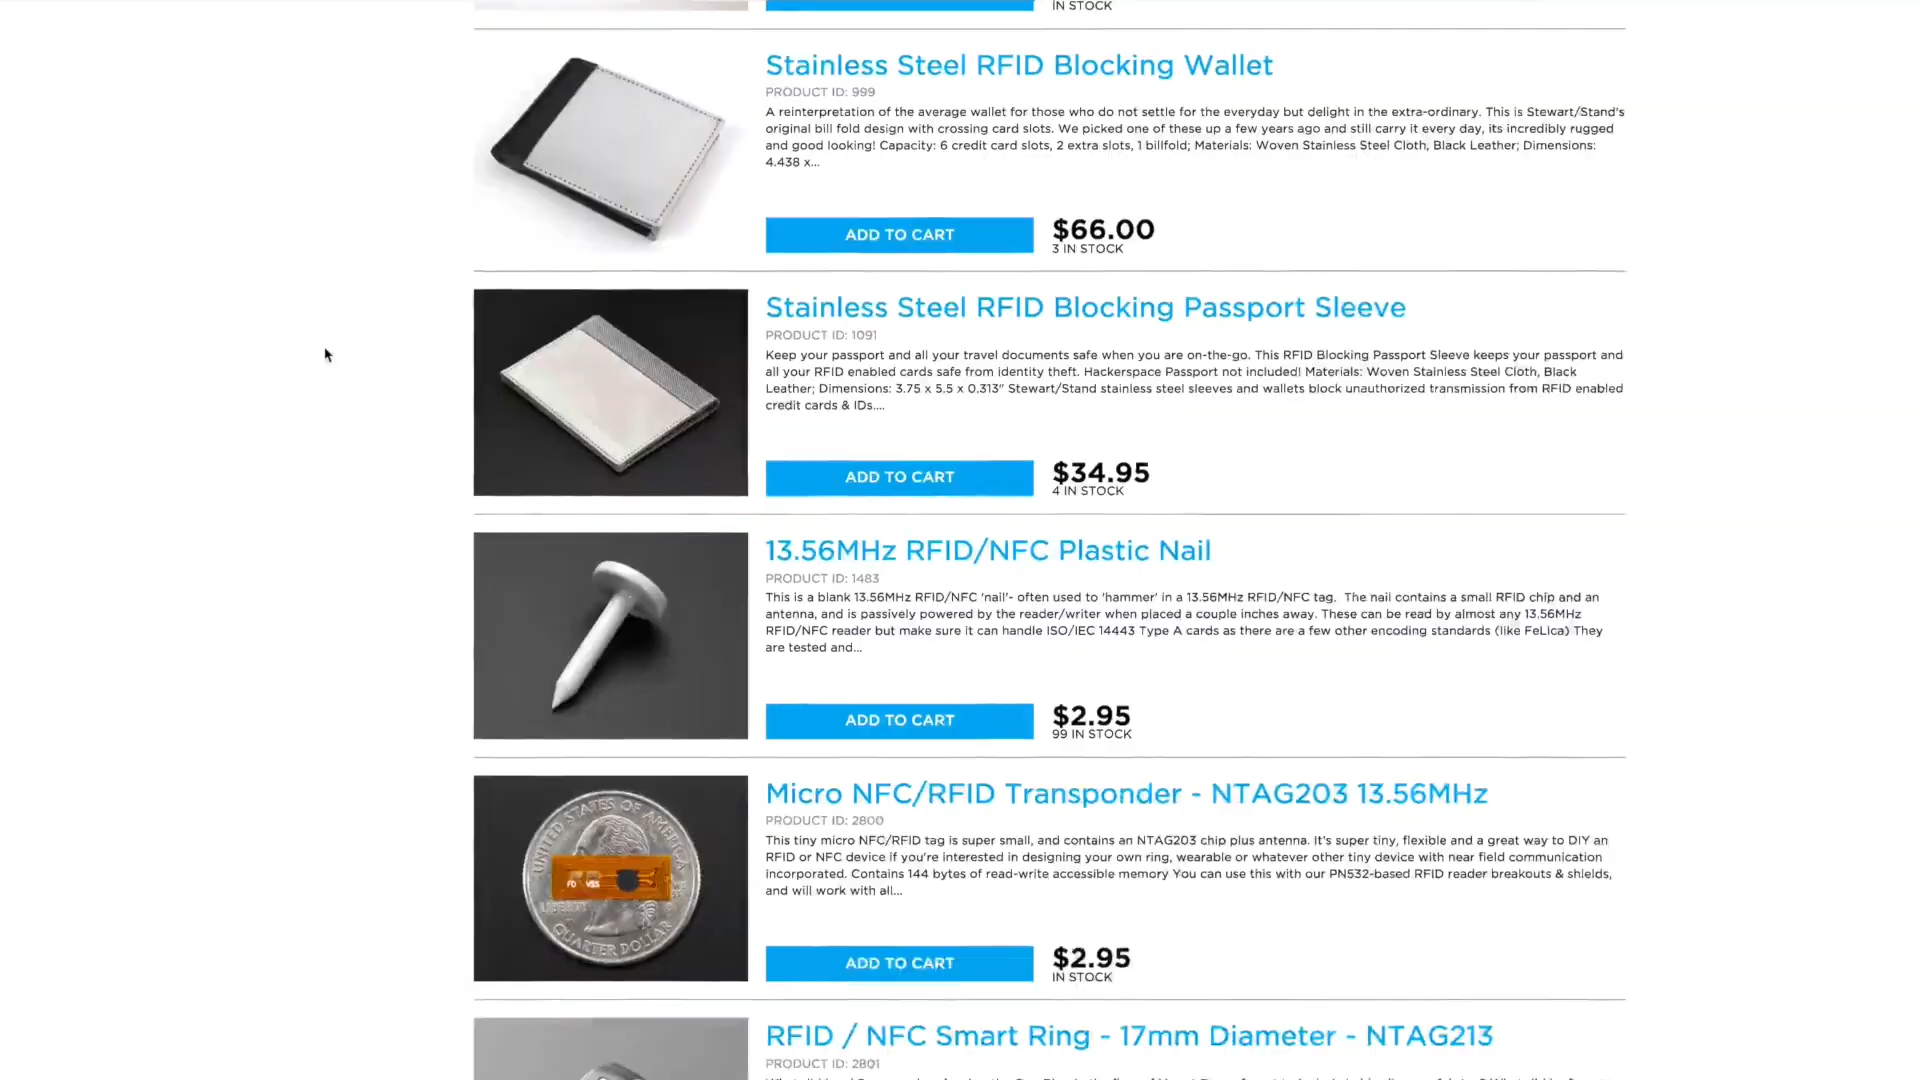 IN STOCK
Stainless Steel RFID Blocking Wallet
PRODUCT ID: 999
A reinterpretation of the average wallet for those who do not settle for the everyday but delight in the extra-ordinary. This is Stewart/Stand's
original bill fold design with crossing card slots. We picked one of these up a few years ago and still carry it every day, its incredibly rugged
and good looking! Capacity: 6 credit card slots, 2 extra slots, 1 billfold; Materials: Woven Stainless Steel Cloth, Black Leather; Dimensions:
4.438 x...
ADD TO CART
$66.00
3 IN STOCK
Stainless Steel RFID Blocking Passport Sleeve
PRODUCT ID: 1091
Keep your passport and all your travel documents safe when you are on-the-go. This RFID Blocking Passport Sleeve keeps your passport and
all your RFID enabled cards safe from identity theft. Hackerspace Passport not included! Materials: Woven Stainless Steel Cloth, Black
Leather; Dimensions: 3.75 x 5.5 x 0.313" Stewart/Stand stainless steel sleeves and wallets block unauthorized transmission from RFID enabled
credit cards & IDs....
ADD TO CART
$34.95
4 IN STOCK
13.56MHz RFID/NFC Plastic Nail
PRODUCT ID: 1483
This is a blank 13.56MHz RFID/NFC 'nail'- often used to 'hammer' in a 13.56MHz RFID/NFC tag. The nail contains a small RFID chip and an
antenna, and is passively powered by the reader/writer when placed a couple inches away. These can be read by almost any 13.56MHz
RFID/NFC reader but make sure it can handle ISO/IEC 14443 Type A cards as there are a few other encoding standards (like FeLica) They
are tested and...
ADD TO CART
$2.95
99 IN STOCK
UNITED STATES OF AMERICA
VSS
LIBERTY
QUARTER DOLLAR
Micro NFC/RFID Transponder - NTAG203 13.56MHz
PRODUCT ID: 2800
This tiny micro NFC/RFID tag is super small, and contains an NTAG203 chip plus antenna. It's super tiny, flexible and a great way to DIY an
RFID or NFC device if you're interested in designing your own ring, wearable or whatever other tiny device with near field communication
incorporated. Contains 144 bytes of read-write accessible memory You can use this with our PN532-based RFID reader breakouts & shields,
and will work with all...
ADD TO CART
$2.95
IN STOCK
RFID / NFC Smart Ring - 17mm Diameter - NTAG213
PRODUCT ID: 2801